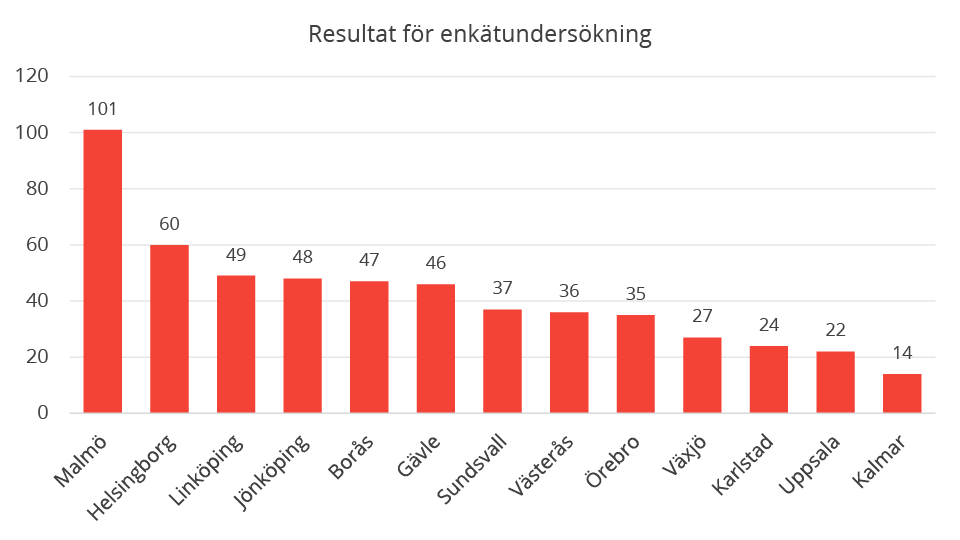 Resultat för enkätundersökning
120
100
80
60
40
20
0
101
60
49
48
47
46
37
36
35
27
24
22
14
Malmö
Helsingborg
Linköping
Jönköping
Borås
Gävle
Sundsvall
Västerås
Örebro
Växjö
Karlstad
Uppsala
Kalmar